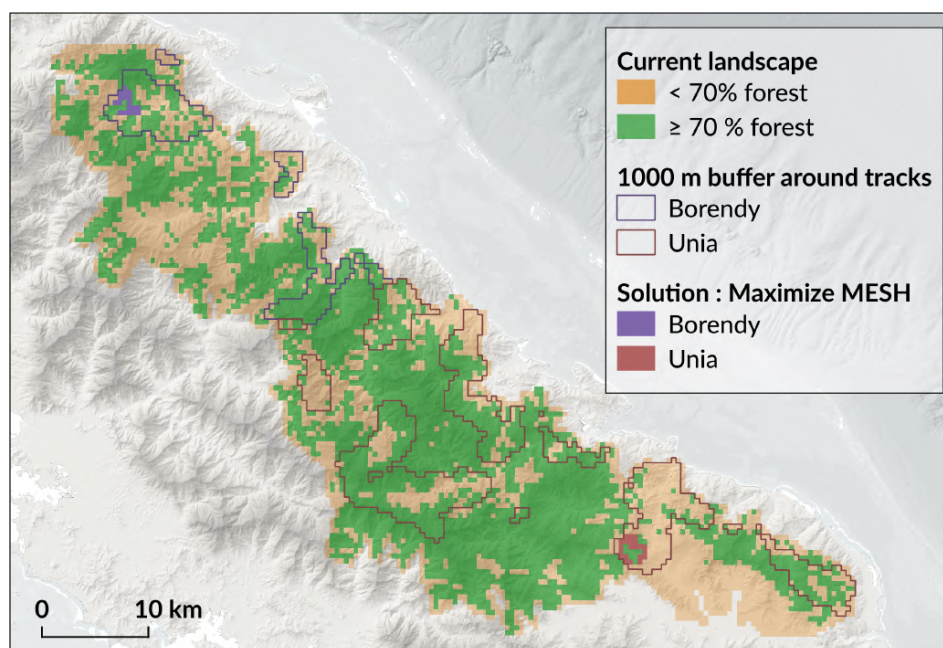 Current landscape
< 70% forest
≥ 70 % forest
1000 m buffer around tracks
Borendy
Unia
Solution : Maximize MESH
Borendy
Unia
0 10 km